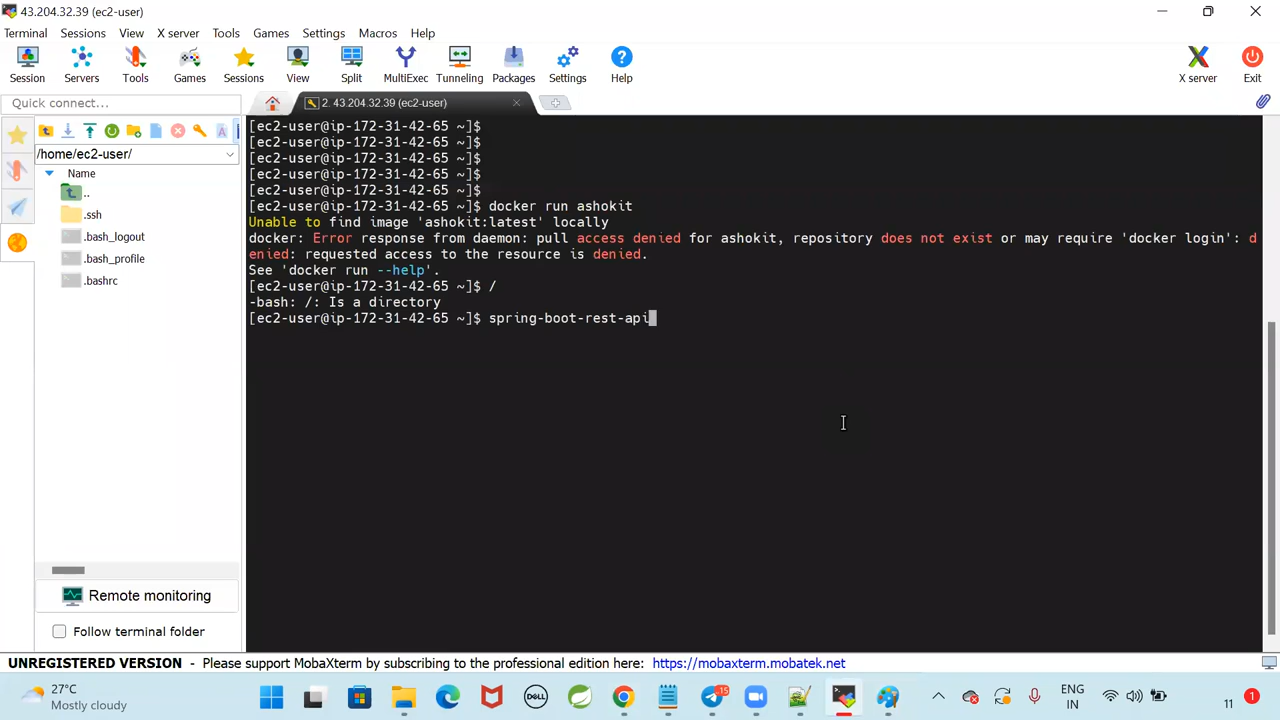 43.204.32.39 (ec2-user)
Terminal Sessions View X server Tools Games Settings Macros Help
Session Servers Tools Games Sessions View Split MultiExec Tunneling Packages Settings Help X server Exit
Quick connect...
2. 43.204.32.39 (ec2-user)
/home/ec2-user/
Name
..
.ssh
.bash_logout
.bash_profile
.bashrc
[ec2-user@ip-172-31-42-65 ~]$
[ec2-user@ip-172-31-42-65 ~]$
[ec2-user@ip-172-31-42-65 ~]$
[ec2-user@ip-172-31-42-65 ~]$
[ec2-user@ip-172-31-42-65 ~]$
[ec2-user@ip-172-31-42-65 ~]$ docker run ashokit
Unable to find image 'ashokit:latest' locally
docker: Error response from daemon: pull access denied for ashokit, repository does not exist or may require 'docker login': d
enied: requested access to the resource is denied.
See 'docker run --help'.
[ec2-user@ip-172-31-42-65 ~]$ /
-bash: /: Is a directory
[ec2-user@ip-172-31-42-65 ~]$ spring-boot-rest-api
Remote monitoring
Follow terminal folder
UNREGISTERED VERSION - Please support MobaXterm by subscribing to the professional edition here: https://mobaxterm.mobatek.net
27°C
Mostly cloudy
DELL
15
ENG
IN
11
1